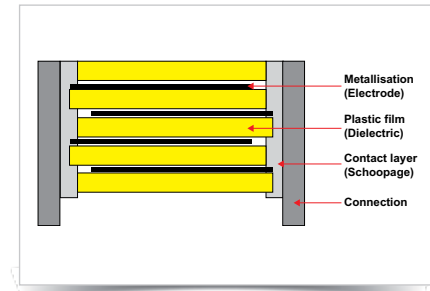 Metallisation
(Electrode)
Plastic film
(Dielectric)
Contact layer
(Schoopage)
Connection